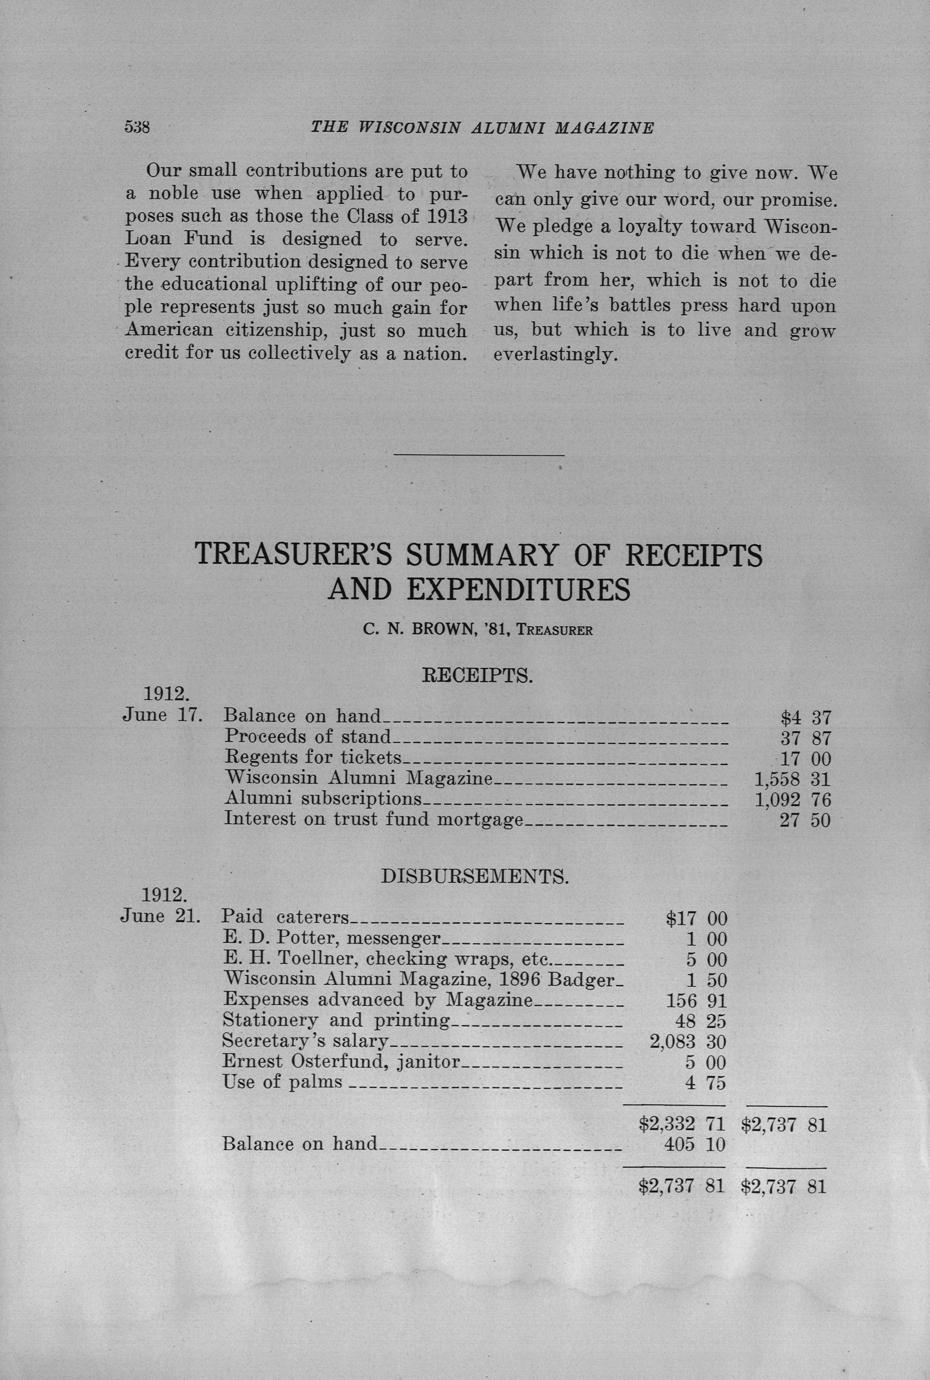 538 THE WISCONSIN ALUMNI MAGAZINE
Our small contributions are put to
a noble use when applied to pur-
poses such as those the Class of 1913
Loan Fund is designed to serve.
Every contribution designed to serve
the educational uplifting of our peo-
ple represents just so much gain for
American citizenship, just so much
credit for us collectively as a nation.
We have nothing to give now. We
can only give our word, our promise.
We pledge a loyalty toward Wiscon-
sin which is not to die when we de-
part from her, which is not to die
when life's battles press hard upon
us, but which is to live and grow
everlastingly.
TREASURER'S SUMMARY OF RECEIPTS
AND EXPENDITURES
C. N. BROWN, '81, TREASURER
RECEIPTS.
1912.
June 17. Balance on hand $4 37
Proceeds of stand 37 87
Regents for tickets 17 00
Wisconsin Alumni Magazine 1,558 31
Alumni subscriptions 1,092 76
Interest on trust fund mortgage 27 50
DISBURSEMENTS.
1912.
June 21. Paid caterers $17 00
E. D. Potter, messenger 1 00
E. H. Toellner, checking wraps, etc. 5 00
Wisconsin Alumni Magazine, 1896 Badger 1 50
Expenses advanced by Magazine 156 91
Stationery and printing 48 25
Secretary's salary 2,083 30
Ernest Osterfund, janitor 5 00
Use of palms 4 75
$2,332 71 $2,737 81
Balance on hand 405 10
$2,737 81 $2,737 81